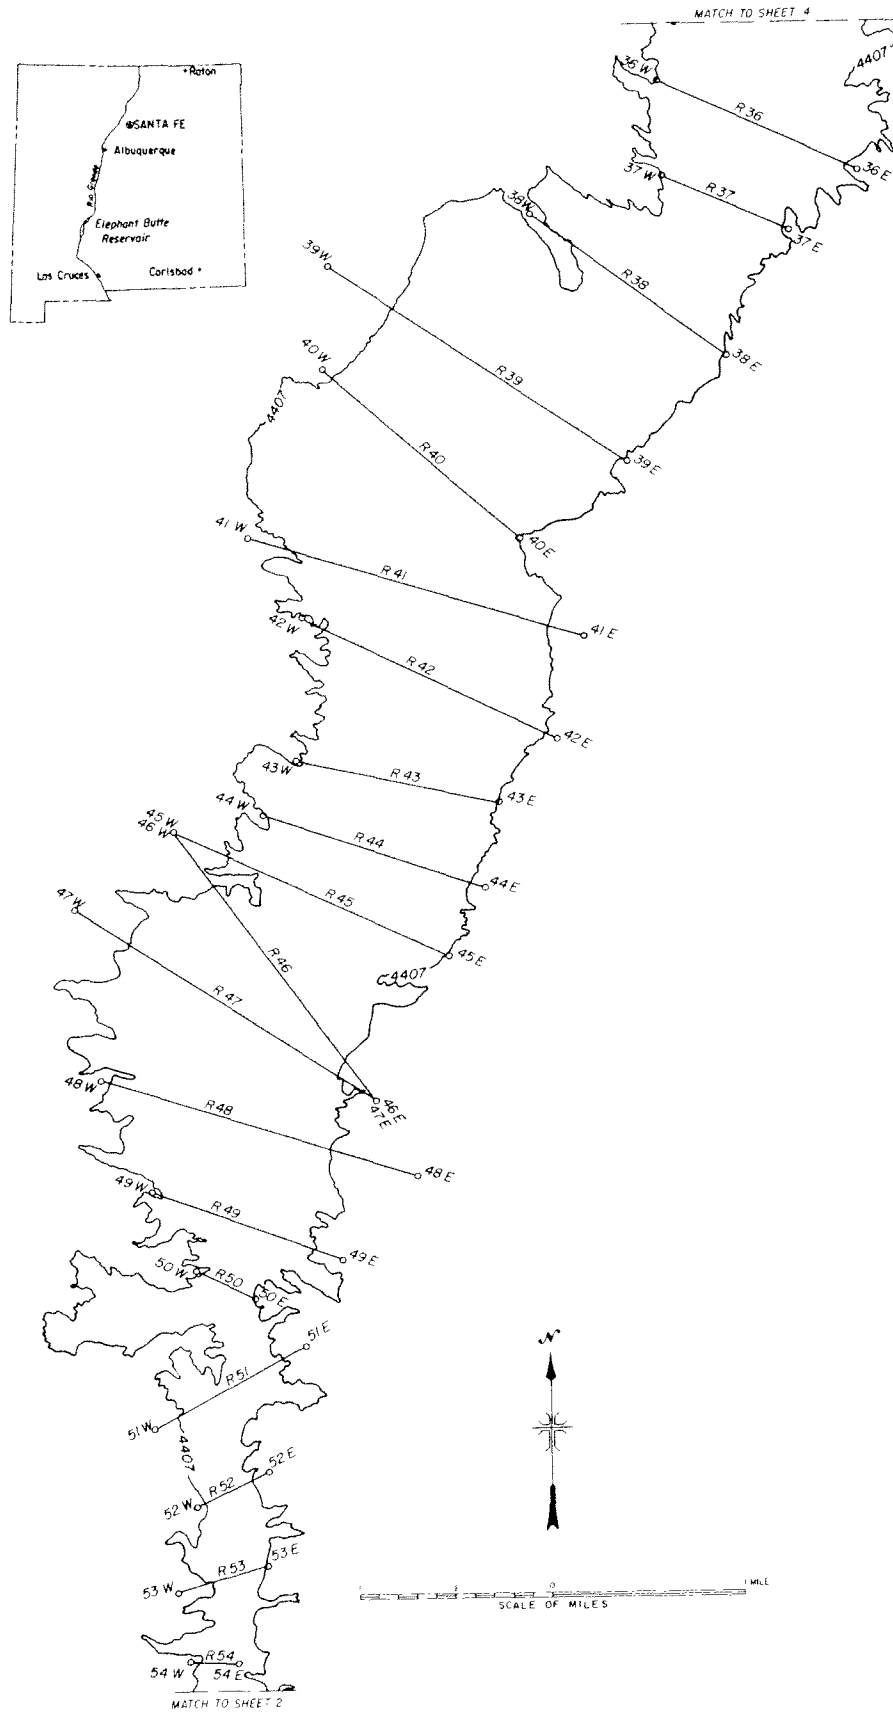 MATCH TO SHEET 4
Raton
SANTA FE
Albuquerque
Rio Grande
Elephant Butte
Reservoir
Las Cruces
Carlsbad
4407
36 W
R 36
36 E
37 W
R 37
37 E
38 W
R 38
38 E
39 W
R 39
39 E
40 W
4407
R 40
40 E
41 W
R 41
41 E
42 W
R 42
42 E
43 W
R 43
43 E
44 W
R 44
44 E
45 W
46 W
R 45
45 E
R 46
4407
47 W
R 47
46 E
47 E
48 W
R 48
48 E
49 W
R 49
49 E
50 W
R 50
50 E
51 E
R 51
51 W
4407
N
52 E
R 52
52 W
53 E
R 53
53 W
1
0
1 MILE
SCALE OF MILES
R 54
54 W
54 E
MATCH TO SHEET 2